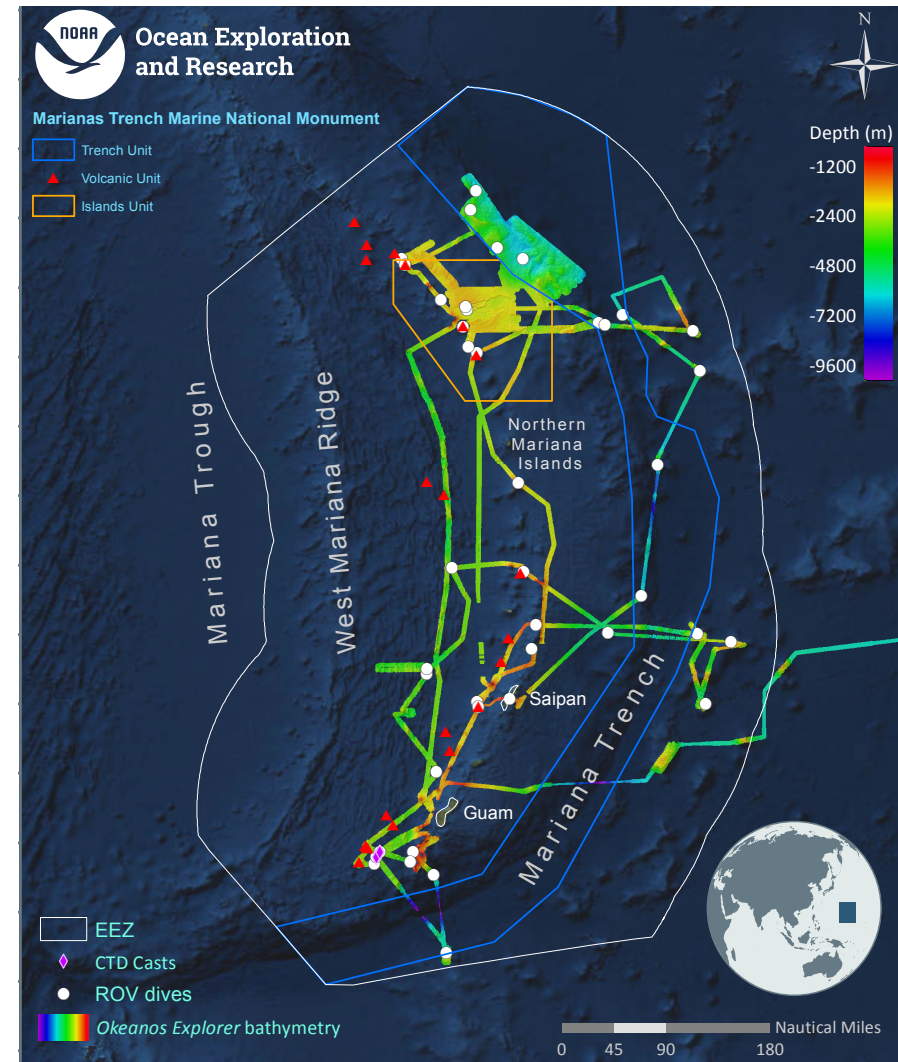 NOAA
Ocean Exploration
and Research
N
Marianas Trench Marine National Monument
Trench Unit
Volcanic Unit
Islands Unit
Depth (m)
-1200
-2400
-4800
-7200
-9600
Mariana Trough
West Mariana Ridge
Northern
Mariana
Islands
Saipan
Mariana Trench
Guam
EEZ
CTD Casts
ROV dives
Okeanos Explorer bathymetry
Nautical Miles
0 45 90 180